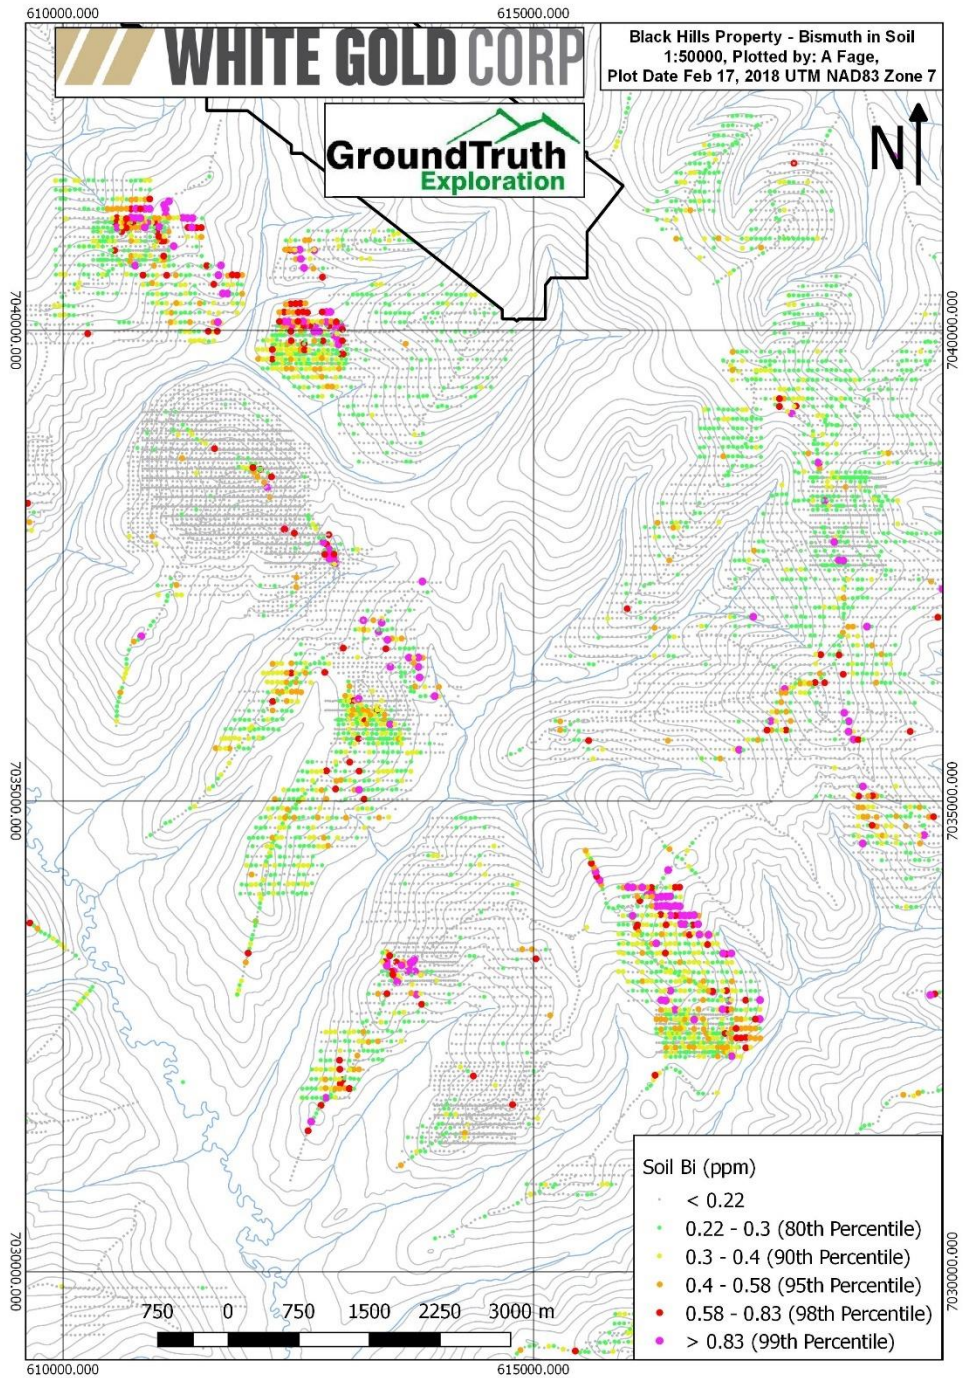 610000.000
615000.000
WHITE GOLD CORP
Black Hills Property - Bismuth in Soil
1:50000, Plotted by: A Fage,
Plot Date Feb 17, 2018 UTM NAD83 Zone 7
GroundTruth
Exploration
N
7040000.000
7040000.000
7035000.000
7035000.000
7030000.000
7030000.000
Soil Bi (ppm)
< 0.22
0.22 - 0.3 (80th Percentile)
0.3 - 0.4 (90th Percentile)
0.4 - 0.58 (95th Percentile)
0.58 - 0.83 (98th Percentile)
> 0.83 (99th Percentile)
750 0 750 1500 2250 3000 m
610000.000
615000.000